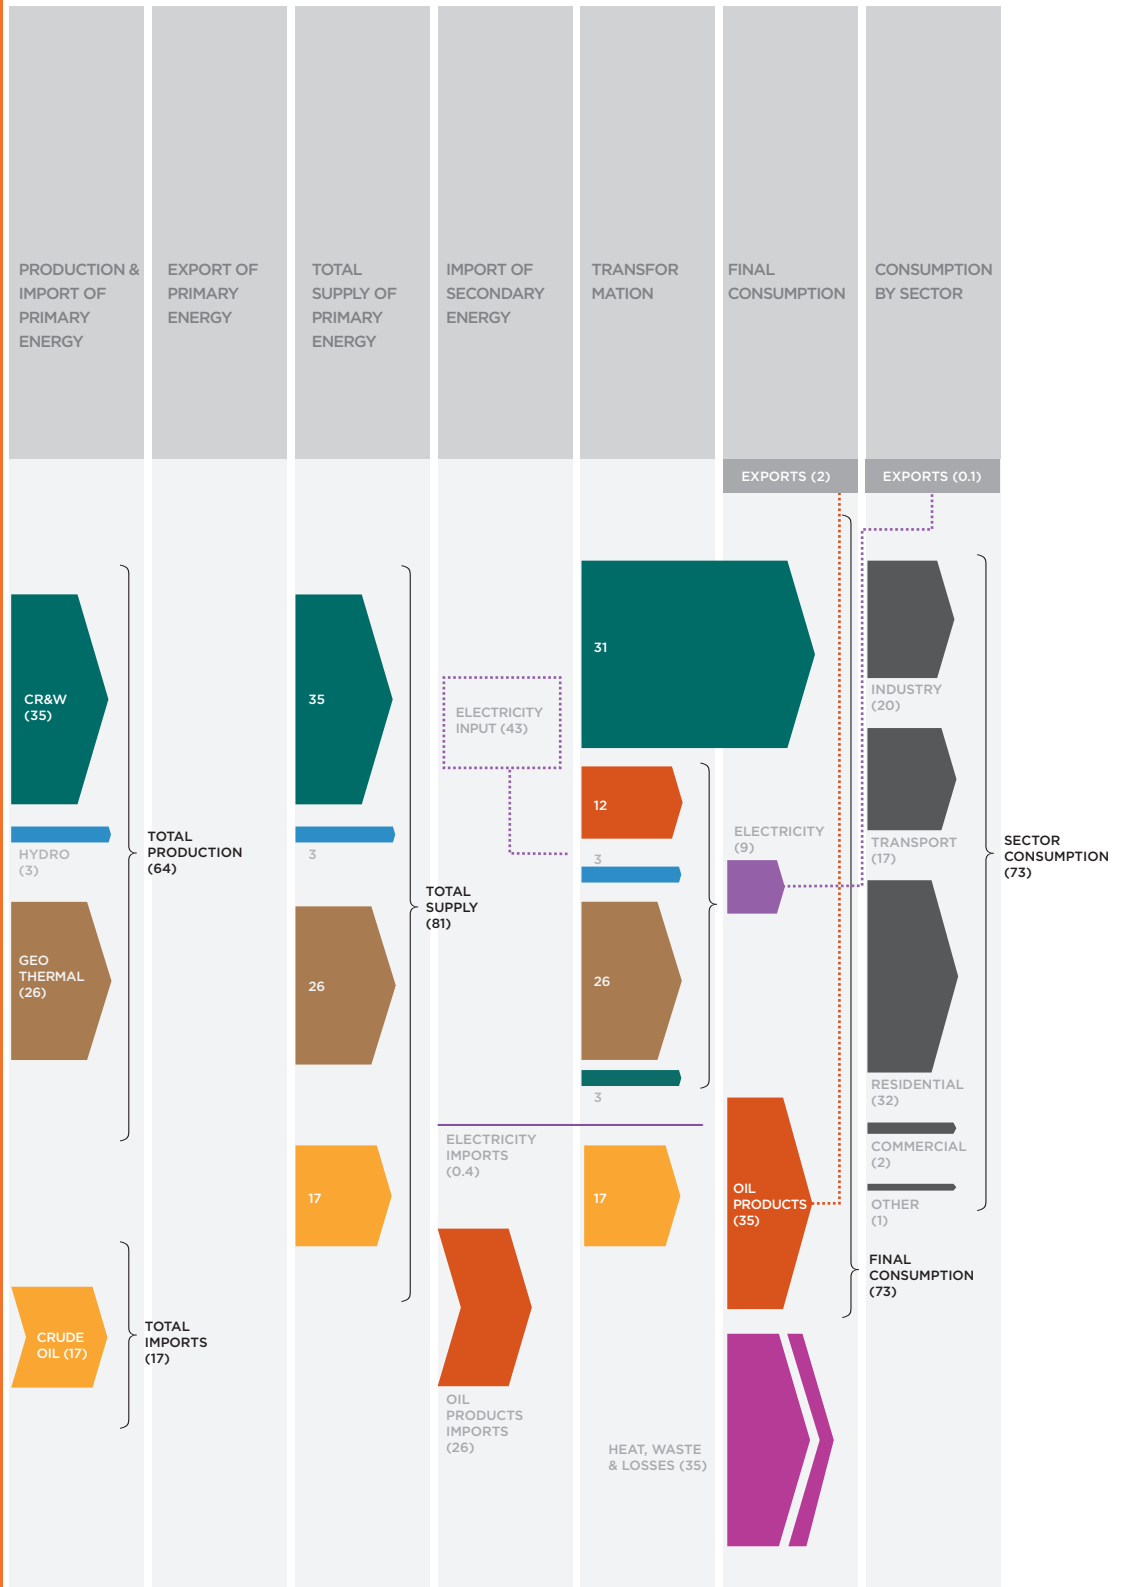 PRODUCTION &
IMPORT OF
PRIMARY
ENERGY
EXPORT OF
PRIMARY
ENERGY
TOTAL
SUPPLY OF
PRIMARY
ENERGY
IMPORT OF
SECONDARY
ENERGY
TRANSFOR
MATION
FINAL
CONSUMPTION
CONSUMPTION
BY SECTOR
EXPORTS (2)
EXPORTS (0.1)
CR&W
(35)
HYDRO
(3)
GEO
THERMAL
(26)
TOTAL
PRODUCTION
(64)
CRUDE
OIL (17)
TOTAL
IMPORTS
(17)
35
3
26
17
TOTAL
SUPPLY
(81)
ELECTRICITY
INPUT (43)
ELECTRICITY
IMPORTS
(0.4)
OIL
PRODUCTS
IMPORTS
(26)
31
12
3
26
3
17
HEAT, WASTE
& LOSSES (35)
ELECTRICITY
(9)
OIL
PRODUCTS
(35)
FINAL
CONSUMPTION
(73)
INDUSTRY
(20)
TRANSPORT
(17)
RESIDENTIAL
(32)
COMMERCIAL
(2)
OTHER
(1)
SECTOR
CONSUMPTION
(73)